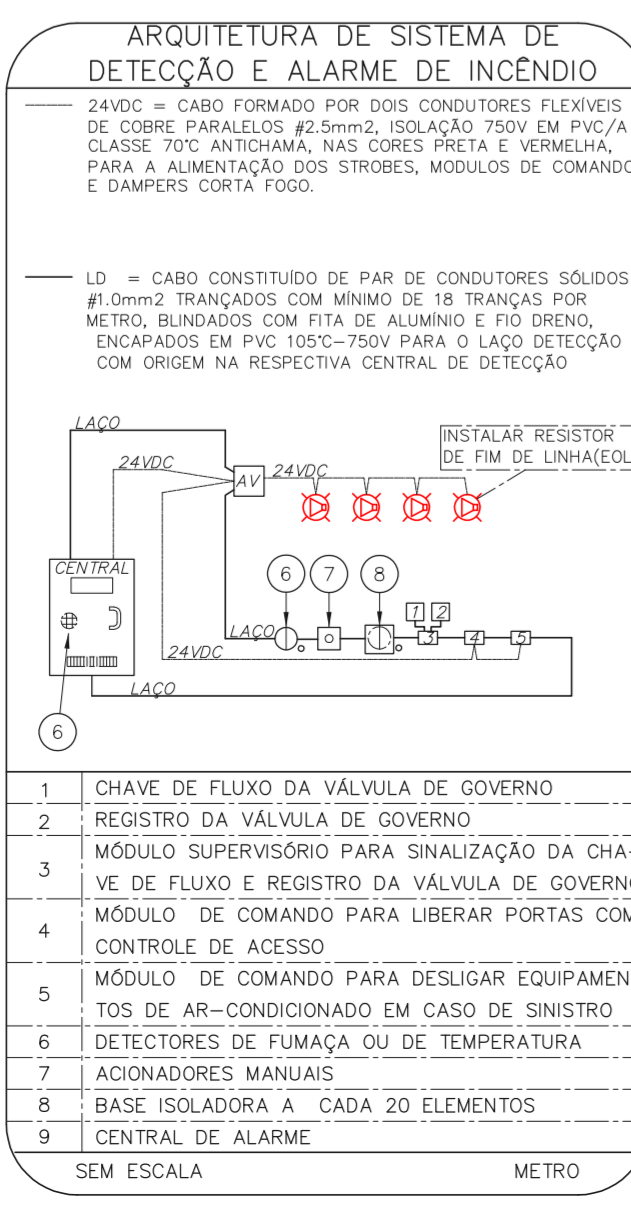 ARQUITETURA DE SISTEMA DE
DETECÇÃO E ALARME DE INCÊNDIO
24VDC = CABO FORMADO POR DOIS CONDUTORES FLEXÍVEIS
DE COBRE PARALELOS #2.5mm2, ISOLAÇÃO 750V EM PVC/A
CLASSE 70°C ANTICHAMA, NAS CORES PRETA E VERMELHA,
PARA A ALIMENTAÇÃO DOS STROBES, MODULOS DE COMANDO
E DAMPERS CORTA FOGO.
LD = CABO CONSTITUÍDO DE PAR DE CONDUTORES SÓLIDOS
#1.0mm2 TRANÇADOS COM MÍNIMO DE 18 TRANÇAS POR
METRO, BLINDADOS COM FITA DE ALUMÍNIO E FIO DRENO,
ENCAPADOS EM PVC 105°C-750V PARA O LAÇO DETECÇÃO
COM ORIGEM NA RESPECTIVA CENTRAL DE DETECÇÃO
LAÇO
INSTALAR RESISTOR
DE FIM DE LINHA(EOL
24VDC
AV
24VDC
CENTRAL
6
7
8
1
2
LAÇO
3
4
5
24VDC
LAÇO
6
1 CHAVE DE FLUXO DA VÁLVULA DE GOVERNO
2 REGISTRO DA VÁLVULA DE GOVERNO
3 MÓDULO SUPERVISÓRIO PARA SINALIZAÇÃO DA CHA-
VE DE FLUXO E REGISTRO DA VÁLVULA DE GOVERNO
4 MÓDULO DE COMANDO PARA LIBERAR PORTAS COM
CONTROLE DE ACESSO
5 MÓDULO DE COMANDO PARA DESLIGAR EQUIPAMEN
TOS DE AR-CONDICIONADO EM CASO DE SINISTRO
6 DETECTORES DE FUMAÇA OU DE TEMPERATURA
7 ACIONADORES MANUAIS
8 BASE ISOLADORA A CADA 20 ELEMENTOS
9 CENTRAL DE ALARME
SEM ESCALA METRO